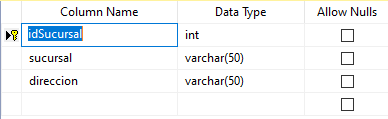 Column Name Data Type Allow Nulls
idSucursal int
sucursal varchar(50)
direccion varchar(50)